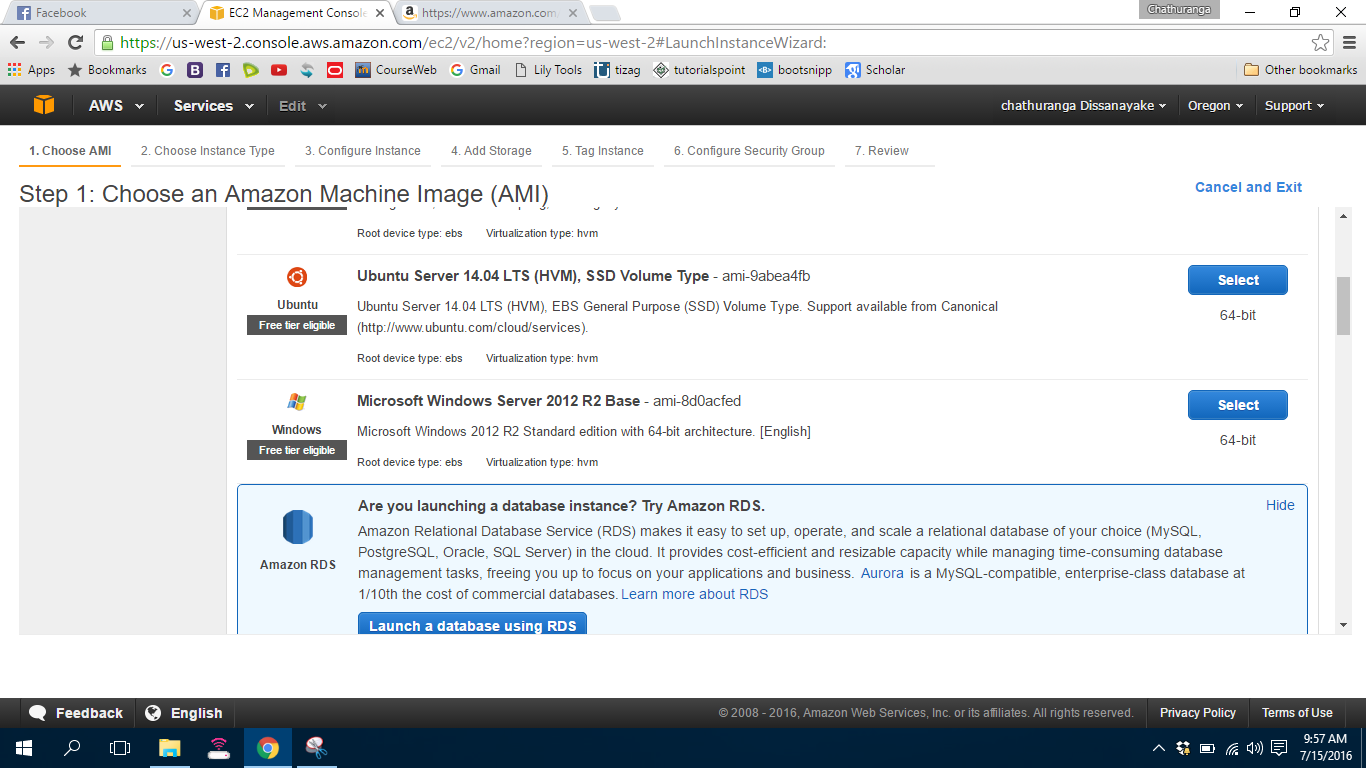 Facebook
EC2 Management Console
https://www.amazon.com
Chathuranga
https://us-west-2.console.aws.amazon.com/ec2/v2/home?region=us-west-2#LaunchInstanceWizard:
Apps Bookmarks CourseWeb Gmail Lily Tools tizag tutorialspoint bootsnipp Scholar Other bookmarks
AWS Services Edit chathuranga Dissanayake Oregon Support
1. Choose AMI 2. Choose Instance Type 3. Configure Instance 4. Add Storage 5. Tag Instance 6. Configure Security Group 7. Review
Step 1: Choose an Amazon Machine Image (AMI)
Cancel and Exit
Root device type: ebs Virtualization type: hvm
Ubuntu
Free tier eligible
Ubuntu Server 14.04 LTS (HVM), SSD Volume Type - ami-9abea4fb
Ubuntu Server 14.04 LTS (HVM), EBS General Purpose (SSD) Volume Type. Support available from Canonical
(http://www.ubuntu.com/cloud/services).
Root device type: ebs Virtualization type: hvm
Select
64-bit
Windows
Free tier eligible
Microsoft Windows Server 2012 R2 Base - ami-8d0acfed
Microsoft Windows 2012 R2 Standard edition with 64-bit architecture. [English]
Root device type: ebs Virtualization type: hvm
Select
64-bit
Amazon RDS
Are you launching a database instance? Try Amazon RDS.
Hide
Amazon Relational Database Service (RDS) makes it easy to set up, operate, and scale a relational database of your choice (MySQL,
PostgreSQL, Oracle, SQL Server) in the cloud. It provides cost-efficient and resizable capacity while managing time-consuming database
management tasks, freeing you up to focus on your applications and business. Aurora is a MySQL-compatible, enterprise-class database at
1/10th the cost of commercial databases. Learn more about RDS
Launch a database using RDS
Feedback English © 2008 - 2016, Amazon Web Services, Inc. or its affiliates. All rights reserved. Privacy Policy Terms of Use
9:57 AM
7/15/2016